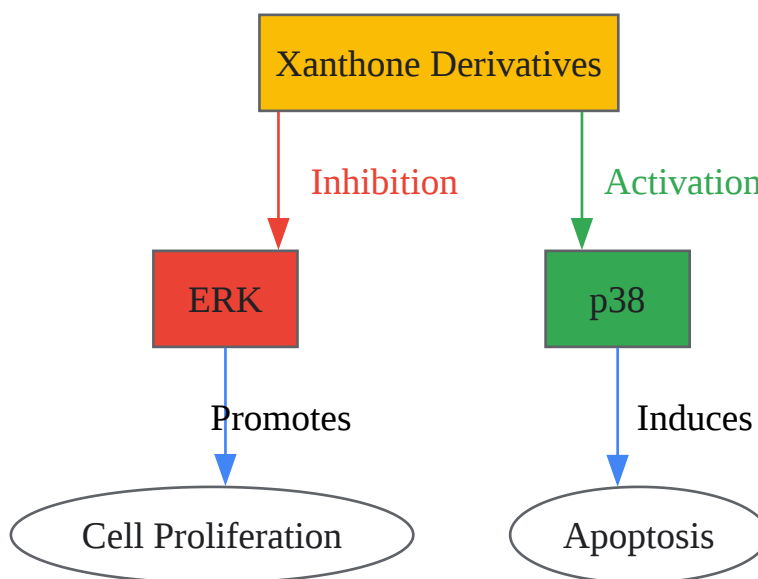 Xanthone Derivatives
Inhibition
Activation
ERK
p38
Promotes
Induces
Cell Proliferation
Apoptosis